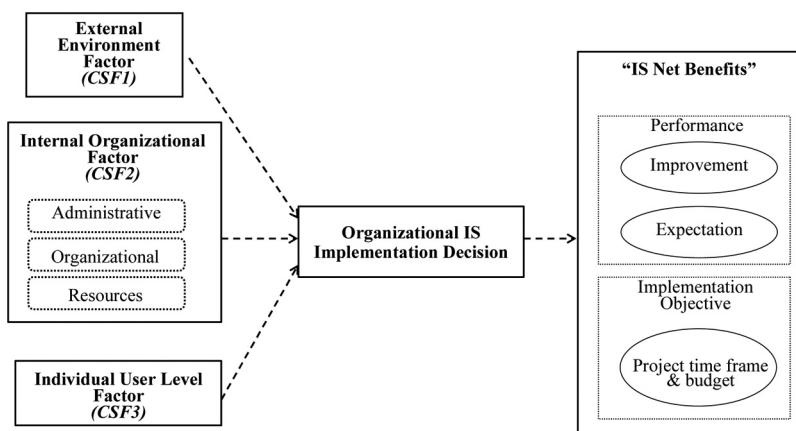 External
Environment
Factor
(CSF1)
Internal Organizational
Factor
(CSF2)
Administrative
Organizational
Resources
Individual User Level
Factor
(CSF3)
Organizational IS
Implementation Decision
“IS Net Benefits”
Performance
Improvement
Expectation
Implementation
Objective
Project time frame
& budget